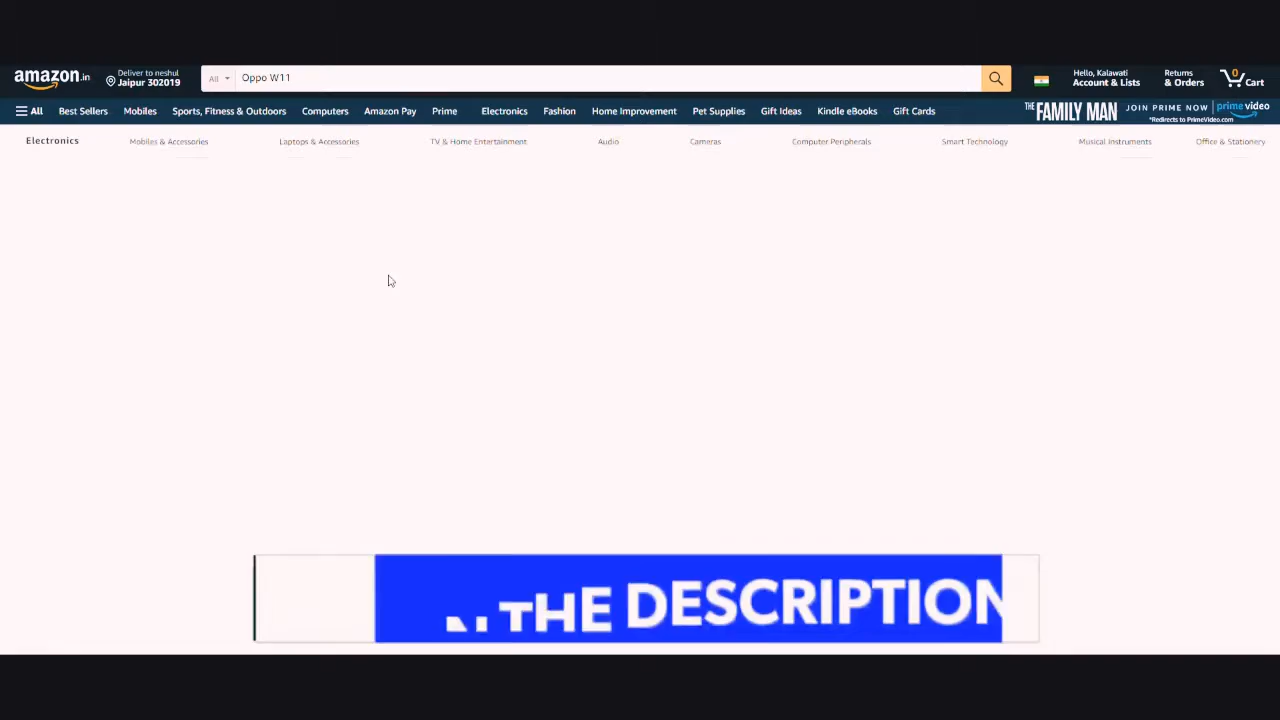 amazon.in
Deliver to neshul
Jaipur 302019
All
Oppo W11
Hello, Kalawati
Account & Lists
Returns
& Orders
0
Cart
All Best Sellers Mobiles Sports, Fitness & Outdoors Computers Amazon Pay Prime Electronics Fashion Home Improvement Pet Supplies Gift Ideas Kindle eBooks Gift Cards
THE FAMILY MAN
JOIN PRIME NOW
prime video
*Redirects to PrimeVideo.com
Electronics Mobiles & Accessories Laptops & Accessories TV & Home Entertainment Audio Cameras Computer Peripherals Smart Technology Musical Instruments Office & Stationery
THE DESCRIPTION